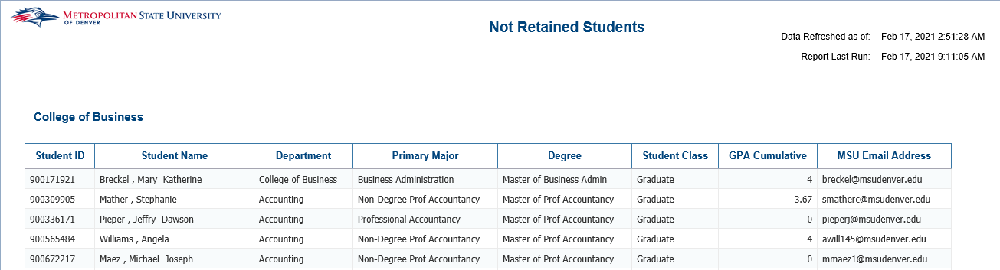 METROPOLITAN STATE UNIVERSITY
OF DENVER
Not Retained Students
Data Refreshed as of: Feb 17, 2021 2:51:28 AM
Report Last Run: Feb 17, 2021 9:11:05 AM
College of Business
Student ID Student Name Department Primary Major Degree Student Class GPA Cumulative MSU Email Address
900171921 Breckel , Mary Katherine College of Business Business Administration Master of Business Admin Graduate 4 breckel@msudenver.edu
900309905 Mather , Stephanie Accounting Non-Degree Prof Accountancy Master of Prof Accountancy Graduate 3.67 smatherc@msudenver.edu
900336171 Pieper , Jeffry Dawson Accounting Professional Accountancy Master of Prof Accountancy Graduate 0 pieperj@msudenver.edu
900565484 Williams , Angela Accounting Non-Degree Prof Accountancy Master of Prof Accountancy Graduate 4 awill145@msudenver.edu
900672217 Maez , Michael Joseph Accounting Non-Degree Prof Accountancy Master of Prof Accountancy Graduate 0 mmaez1@msudenver.edu